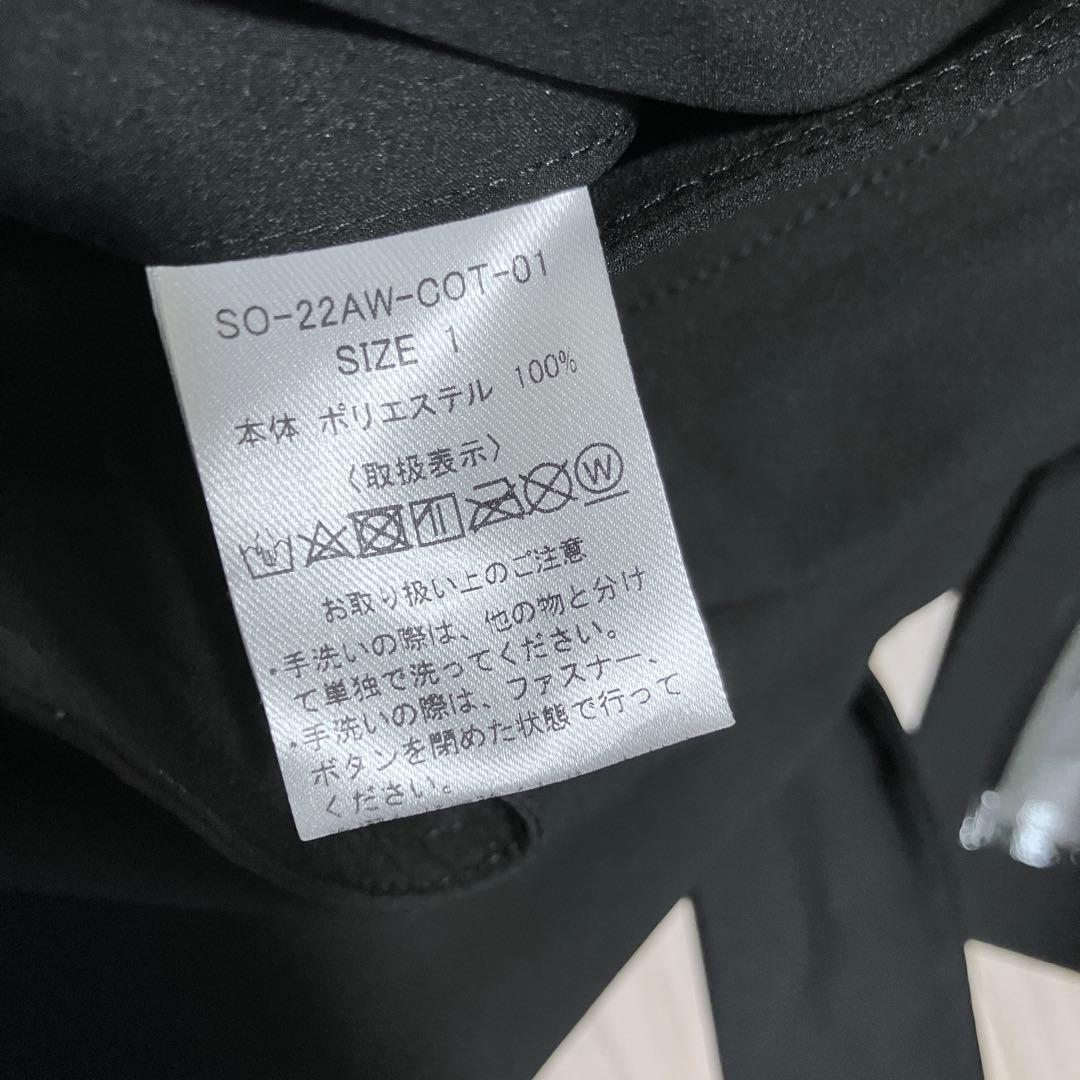 SO-22AW-COT-01
SIZE 1
本体 ポリエステル 100%
〈取扱表示〉
W
お取り扱い上のご注意
・手洗いの際は、他の物と分け
て単独で洗ってください。
・手洗いの際は、ファスナー、
ボタンを閉めた状態で行って
ください。